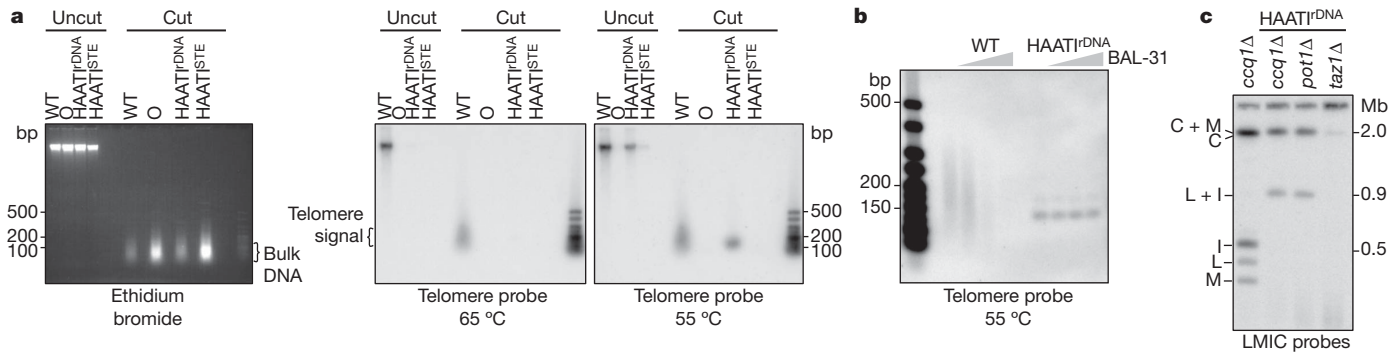 a
Uncut
Cut
WT
O
HAATIrDNA
HAATISTE
WT
O
HAATIrDNA
HAATISTE
bp
500
200
100
Bulk
DNA
Ethidium
bromide
Uncut
Cut
WT
O
HAATIrDNA
HAATISTE
WT
O
HAATIrDNA
HAATISTE
Telomere
signal
Telomere probe
65 ºC
Uncut
Cut
WT
O
HAATIrDNA
HAATISTE
WT
O
HAATIrDNA
HAATISTE
bp
500
200
100
Telomere probe
55 ºC
b
WT
HAATIrDNA
BAL-31
bp
500
200
150
Telomere probe
55 ºC
c
HAATIrDNA
ccq1Δ
ccq1Δ
pot1Δ
taz1Δ
Mb
C + M
C
2.0
L + I
0.9
I
0.5
L
M
LMIC probes